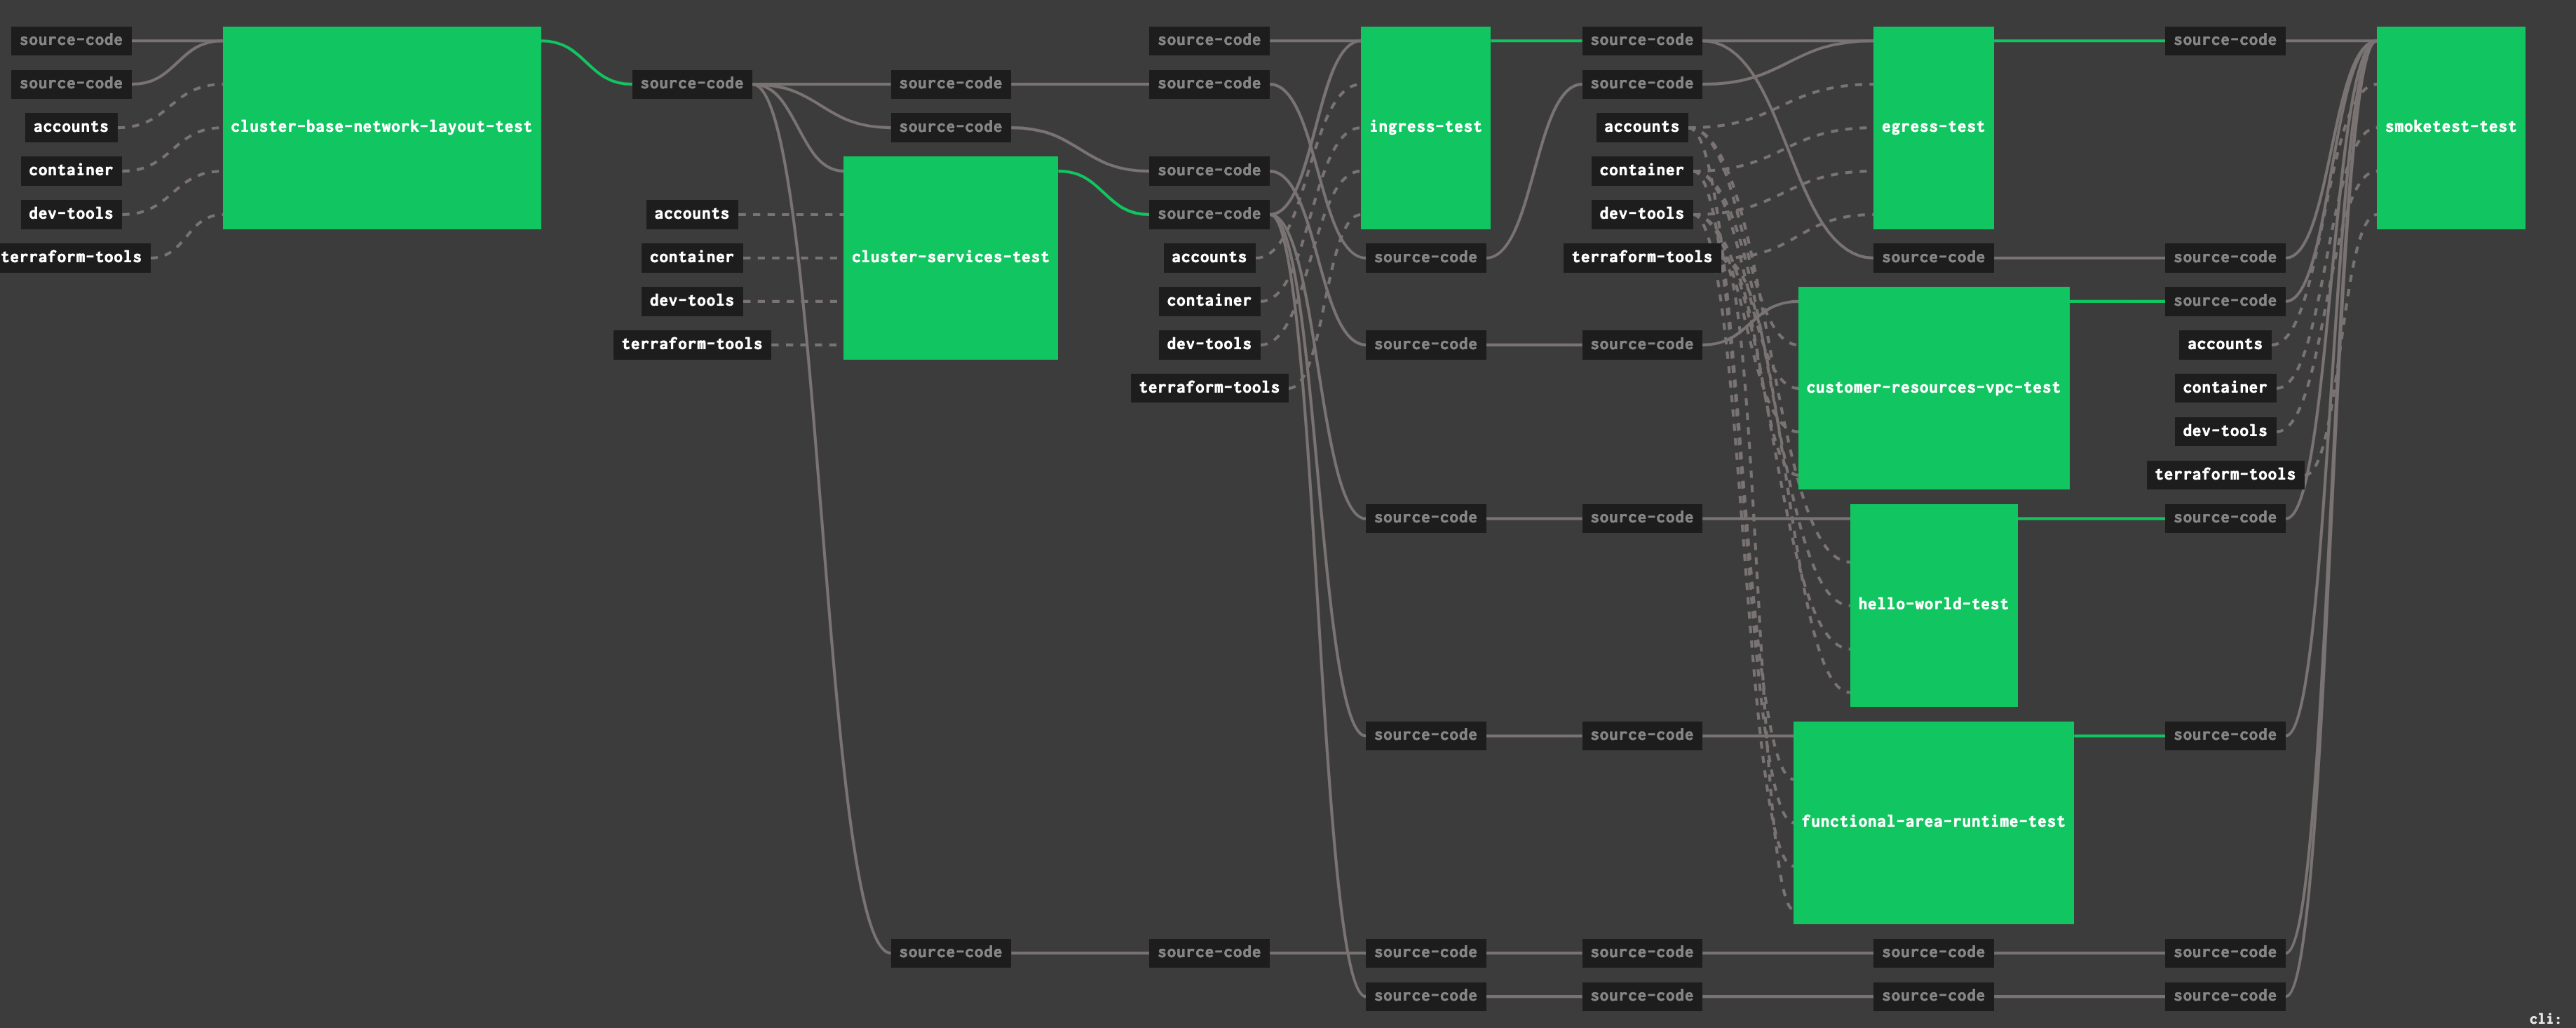 source-code
source-code
accounts
container
dev-tools
terraform-tools
cluster-base-network-layout-test
source-code
accounts
container
dev-tools
terraform-tools
source-code
source-code
cluster-services-test
source-code
source-code
source-code
source-code
source-code
source-code
accounts
container
dev-tools
terraform-tools
source-code
ingress-test
source-code
source-code
source-code
source-code
source-code
source-code
source-code
source-code
accounts
container
dev-tools
terraform-tools
source-code
source-code
source-code
source-code
source-code
egress-test
source-code
customer-resources-vpc-test
hello-world-test
functional-area-runtime-test
source-code
source-code
source-code
source-code
source-code
accounts
container
dev-tools
terraform-tools
source-code
source-code
source-code
source-code
smoketest-test
cli: